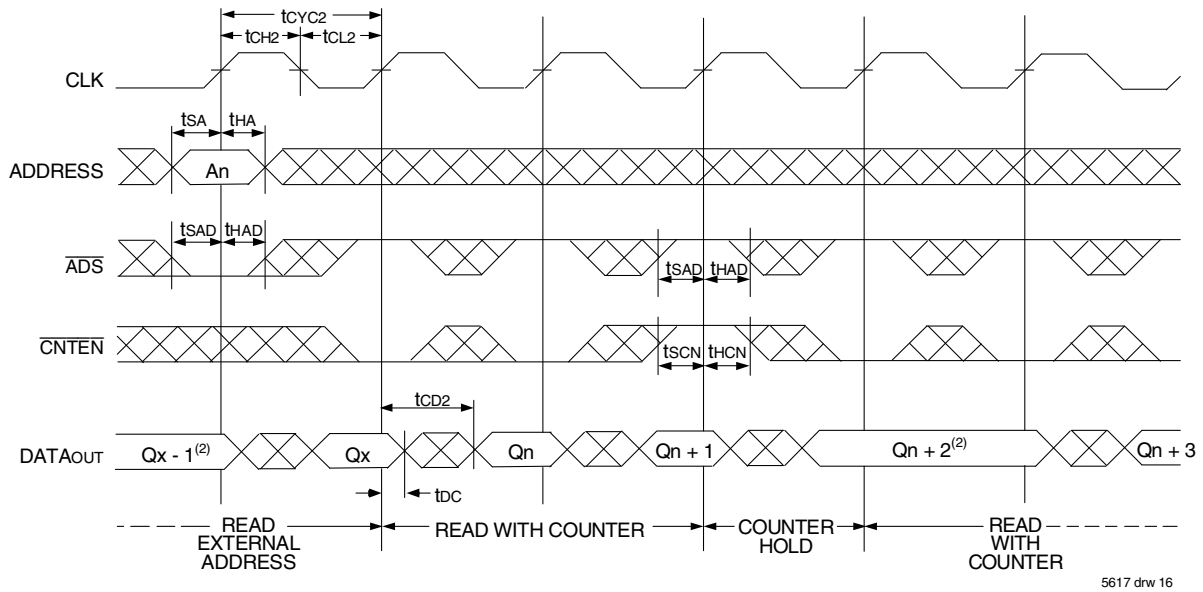 tCYC2
tCH2 tCL2
CLK
tSA tHA
ADDRESS An
tSAD tHAD
ADS tSAD tHAD
CNTEN
tSCN tHCN
tCD2
DATAOUT Qx - 1(2) Qx Qn Qn + 1 Qn + 2(2) Qn + 3
tDC
READ EXTERNAL ADDRESS
READ WITH COUNTER
COUNTER HOLD
READ WITH COUNTER
5617 drw 16